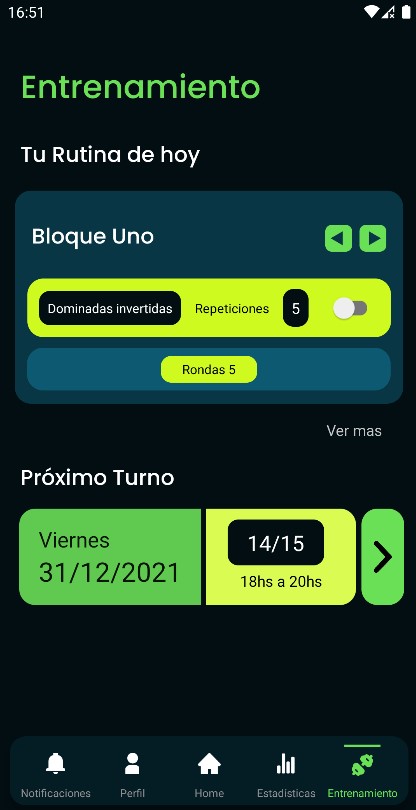 16:51
Entrenamiento
Tu Rutina de hoy
Bloque Uno
Dominadas invertidas Repeticiones 5
Rondas 5
Ver mas
Próximo Turno
Viernes
31/12/2021
14/15
18hs a 20hs
Notificaciones Perfil Home Estadisticas Entrenamiento